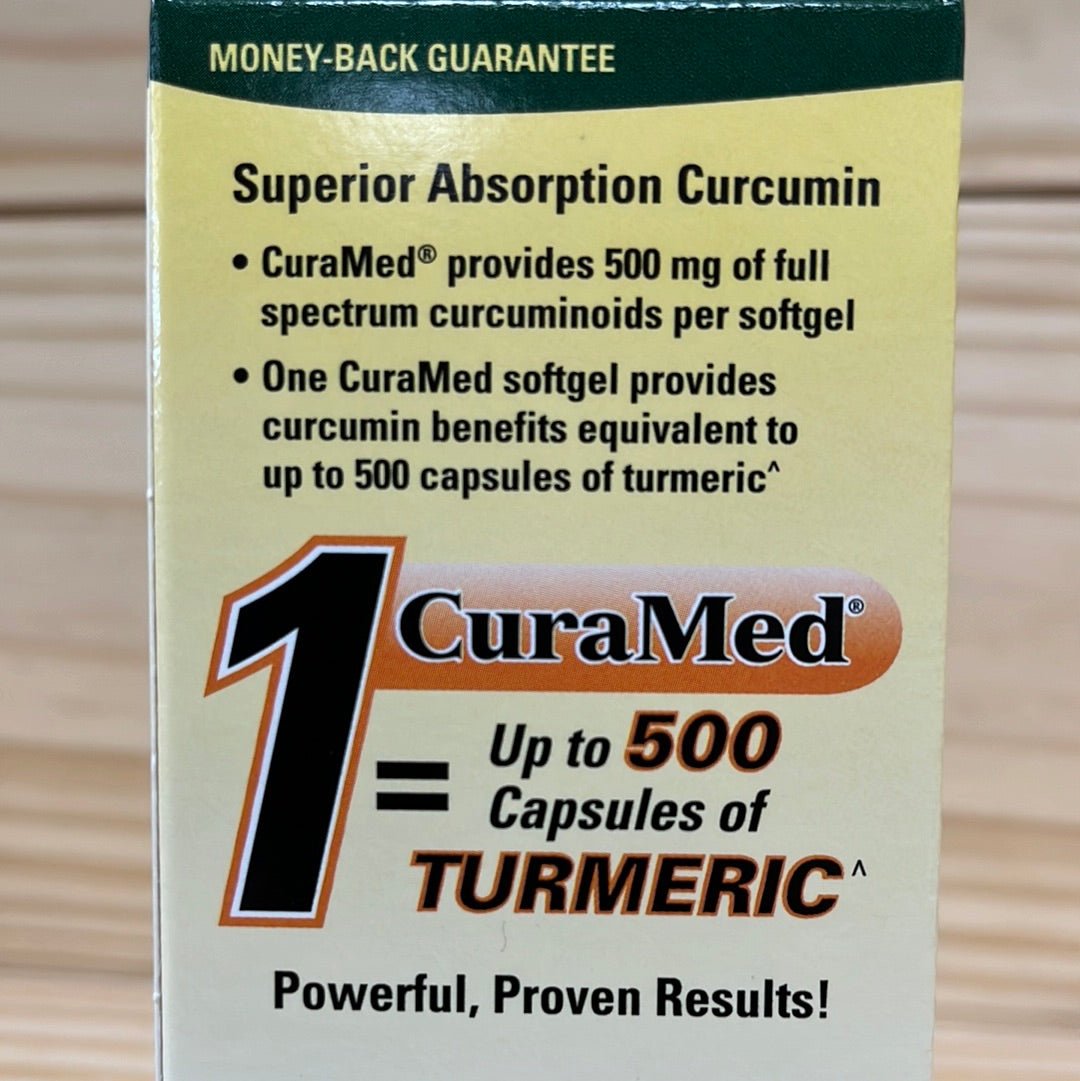 MONEY-BACK GUARANTEE
Superior Absorption Curcumin
• CuraMed® provides 500 mg of full
spectrum curcuminoids per softgel
• One CuraMed softgel provides
curcumin benefits equivalent to
up to 500 capsules of turmeric^
1 CuraMed®
= Up to 500
Capsules of
TURMERIC^
Powerful, Proven Results!